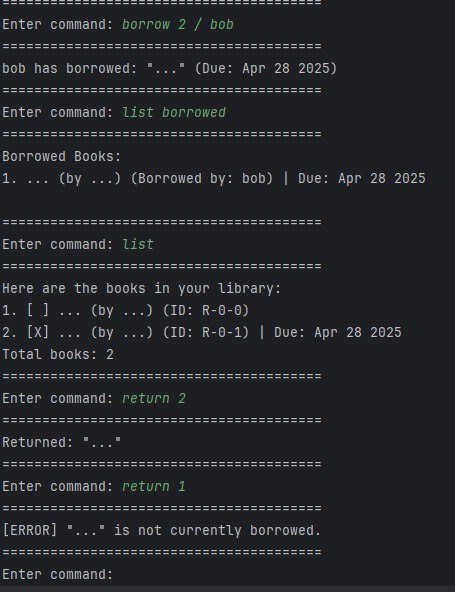 ========================================
Enter command: borrow 2 / bob
========================================
bob has borrowed: "..." (Due: Apr 28 2025)
========================================
Enter command: list borrowed
========================================
Borrowed Books:
1. ... (by ...) (Borrowed by: bob) | Due: Apr 28 2025

========================================
Enter command: list
========================================
Here are the books in your library:
1. [ ] ... (by ...) (ID: R-0-0)
2. [X] ... (by ...) (ID: R-0-1) | Due: Apr 28 2025
Total books: 2
========================================
Enter command: return 2
========================================
Returned: "..."
========================================
Enter command: return 1
========================================
[ERROR] "..." is not currently borrowed.
========================================
Enter command: